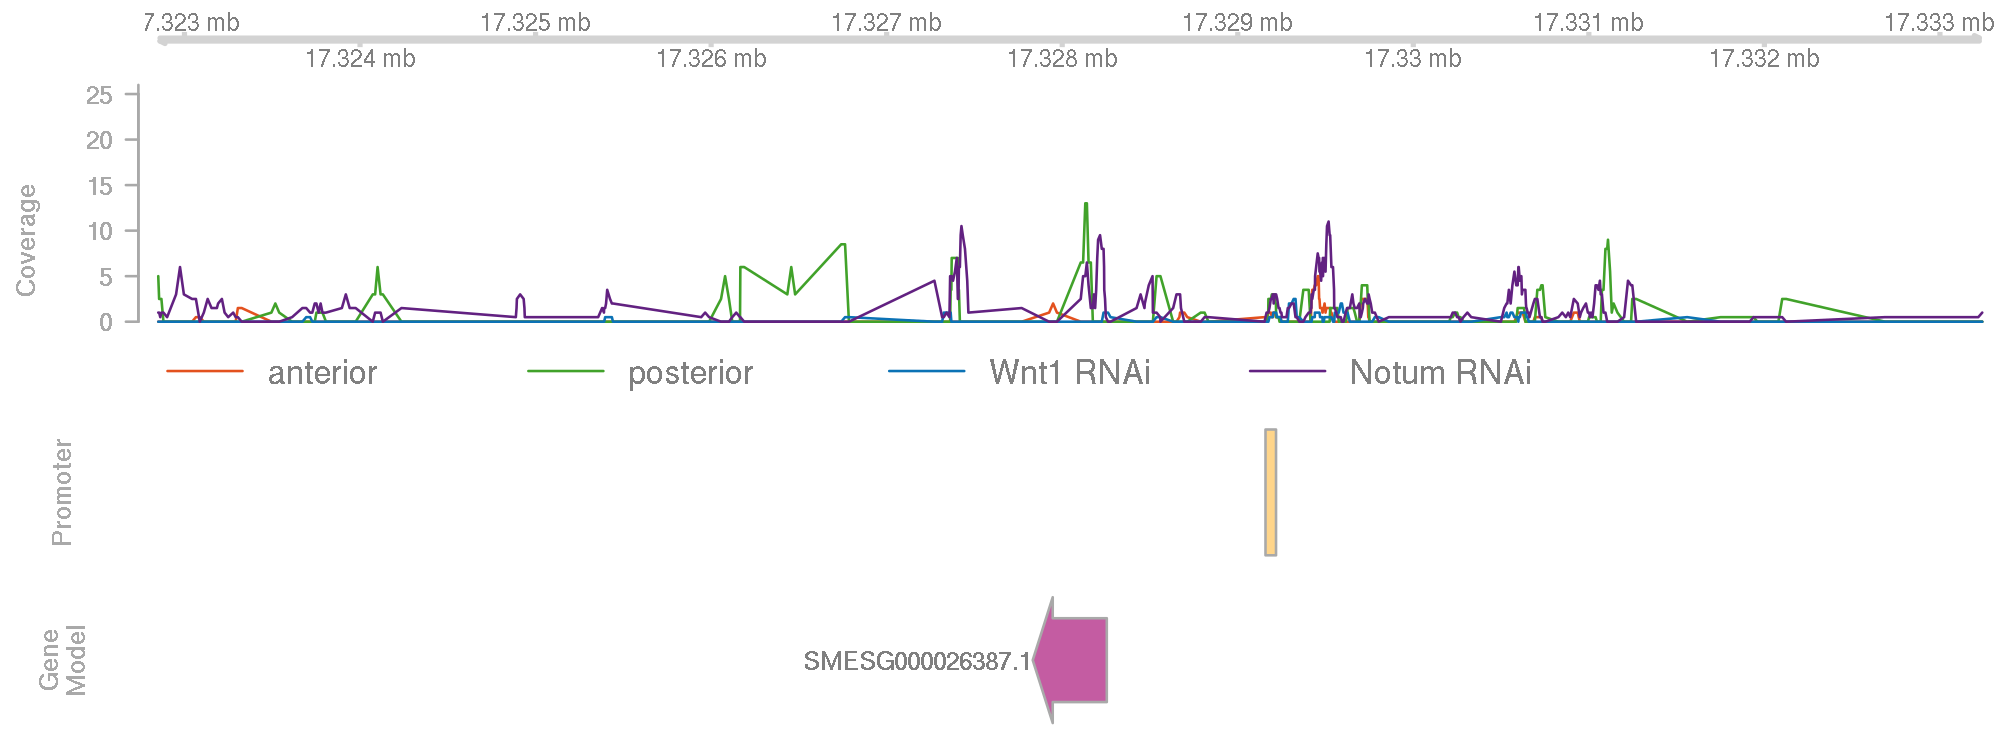 7.323 mb 17.325 mb 17.327 mb 17.329 mb 17.331 mb 17.333 mb
17.324 mb 17.326 mb 17.328 mb 17.33 mb 17.332 mb
25
20
15
10
5
0
Coverage
anterior posterior Wnt1 RNAi Notum RNAi
Promoter
Gene
Model
SMESG000026387.1